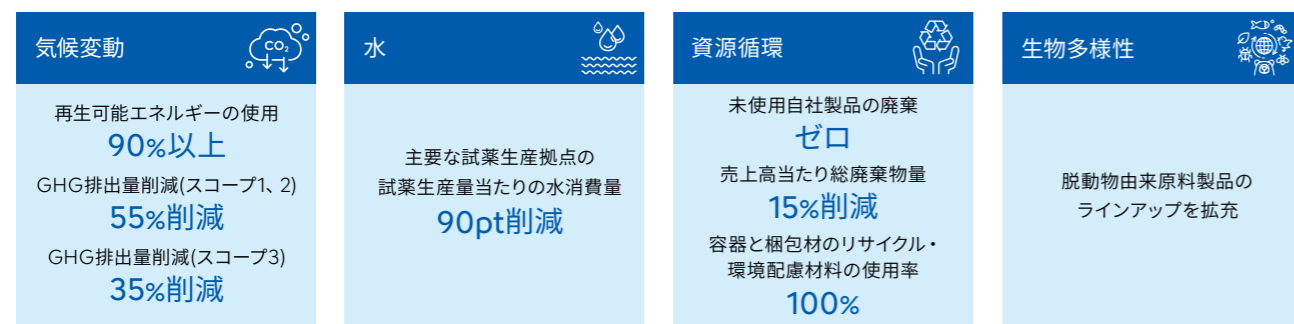 気候変動
CO₂
再生可能エネルギーの使用
90%以上
GHG排出量削減(スコープ1、2)
55%削減
GHG排出量削減(スコープ3)
35%削減
水
主要な試薬生産拠点の
試薬生産量当たりの水消費量
90pt削減
資源循環
未使用自社製品の廃棄
ゼロ
売上高当たり総廃棄物量
15%削減
容器と梱包材のリサイクル・
環境配慮材料の使用率
100%
生物多様性
脱動物由来原料製品の
ラインアップを拡充